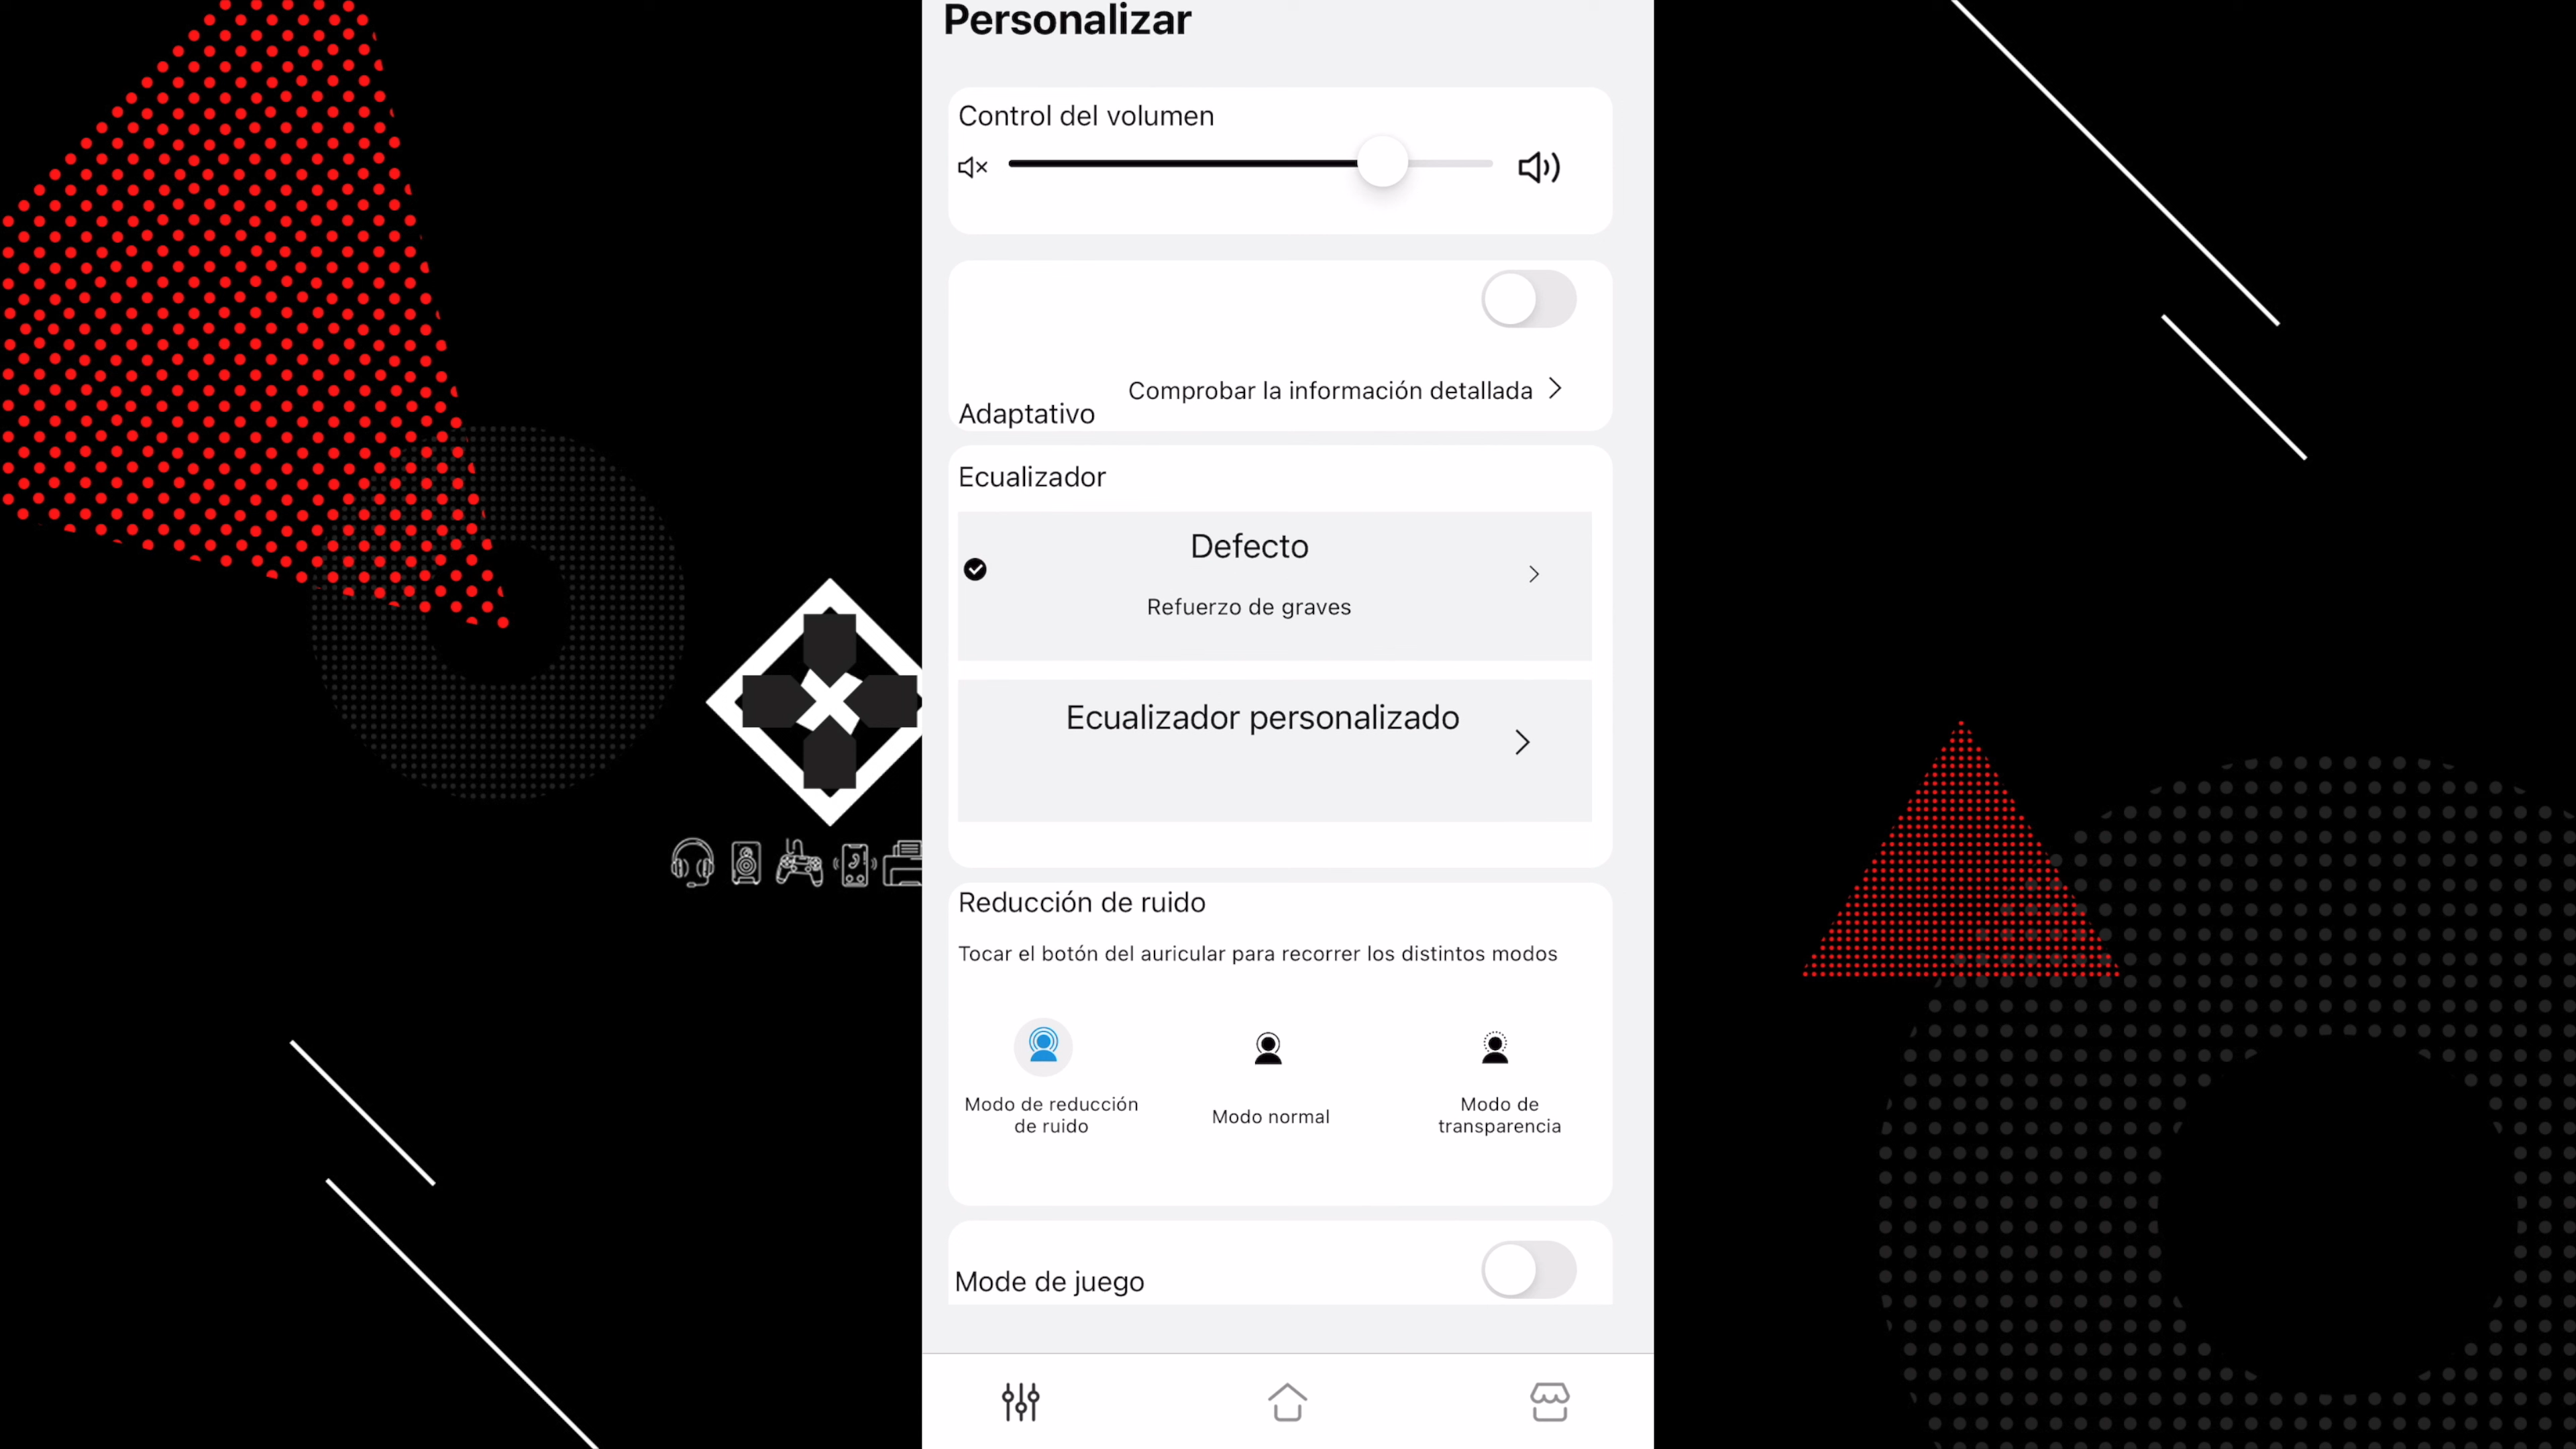 Personalizar
Control del volumen
Comprobar la información detallada
Adaptativo
Ecualizador
Defecto
Refuerzo de graves
Ecualizador personalizado
Reducción de ruido
Tocar el botón del auricular para recorrer los distintos modos
Modo de reducción
de ruido
Modo normal
Modo de
transparencia
Mode de juego